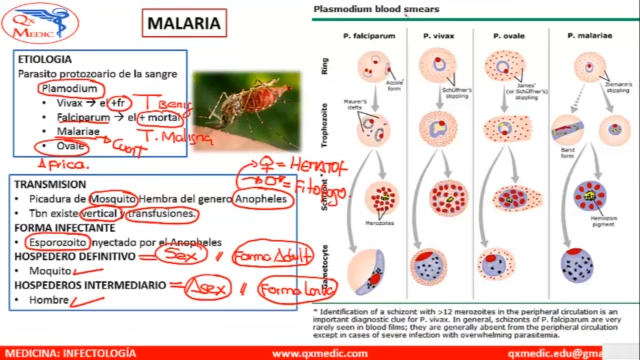 Qx
MEDIC
MALARIA
ETIOLOGIA
Parasito protozoario de la sangre
Plamodium
• Vivax → el +fr T Benig
• Falciparum → el + mortal
• Malariae T. Maligna
• Ovale Cuart
Africa.
♀ = Hematof
♂ = Fitofago.
TRANSMISION
• Picadura de Mosquito Hembra del genero Anopheles
• Tbn existe vertical y transfusiones.
FORMA INFECTANTE
Esporozoito inyectado por el Anopheles
HOSPEDERO DEFINITIVO = Sex Forma Adult
• Moquito
HOSPEDEROS INTERMEDIARIO = Asex Forma
• Hombre
Plasmodium blood smears
P. falciparum P. vivax P. ovale P. malariae
Ring
Accole form
Schüffner's stippling
James' (or Schüffner's) stippling
Ziemann's stippling
Trophozoite
Maurer's clefts
Band form
Schizont
Merozoites
Hemozoin pigment
Gametocyte
* Identification of a schizont with >12 merozoites in the peripheral circulation is an
important diagnostic clue for P. vivax. In general, schizonts of P. falciparum are very
rarely seen in blood films; they are generally absent from the peripheral circulation
except in cases of severe infection with overwhelming parasitemia.
MEDICINA: INFECTOLOGÍA www.qxmedic.com qxmedic.edu@gma